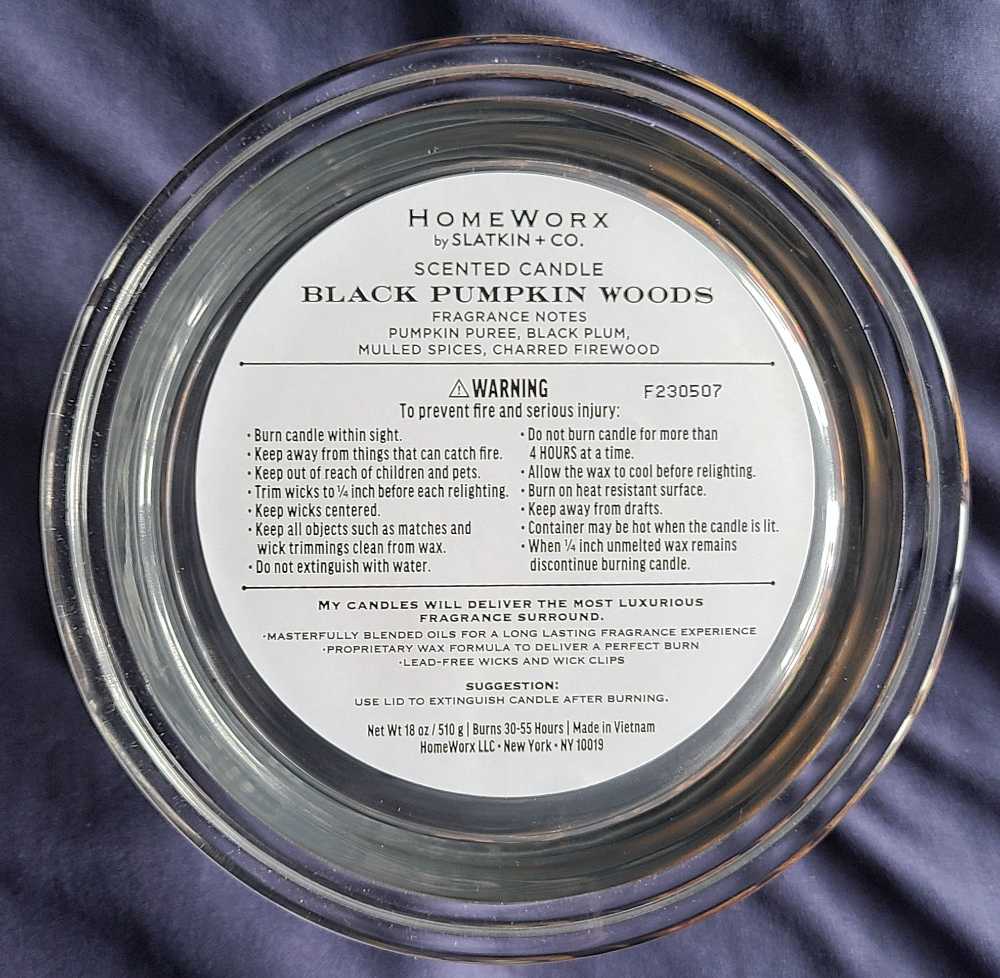 HOMEWORX
by SLATKIN + CO.
SCENTED CANDLE
BLACK PUMPKIN WOODS
FRAGRANCE NOTES
PUMPKIN PUREE, BLACK PLUM,
MULLED SPICES, CHARRED FIREWOOD
⚠WARNING
F230507
To prevent fire and serious injury:
• Burn candle within sight.
• Keep away from things that can catch fire.
• Keep out of reach of children and pets.
• Trim wicks to ¼ inch before each relighting.
• Keep wicks centered.
• Keep all objects such as matches and
wick trimmings clean from wax.
• Do not extinguish with water.
• Do not burn candle for more than
4 HOURS at a time.
• Allow the wax to cool before relighting.
• Burn on heat resistant surface.
• Keep away from drafts.
• Container may be hot when the candle is lit.
• When ¼ inch unmelted wax remains
discontinue burning candle.
MY CANDLES WILL DELIVER THE MOST LUXURIOUS
FRAGRANCE SURROUND.
•MASTERFULLY BLENDED OILS FOR A LONG LASTING FRAGRANCE EXPERIENCE
•PROPRIETARY WAX FORMULA TO DELIVER A PERFECT BURN
•LEAD-FREE WICKS AND WICK CLIPS
SUGGESTION:
USE LID TO EXTINGUISH CANDLE AFTER BURNING.
Net Wt 18 oz / 510 g | Burns 30-55 Hours | Made in Vietnam
HomeWorx LLC • New York • NY 10019